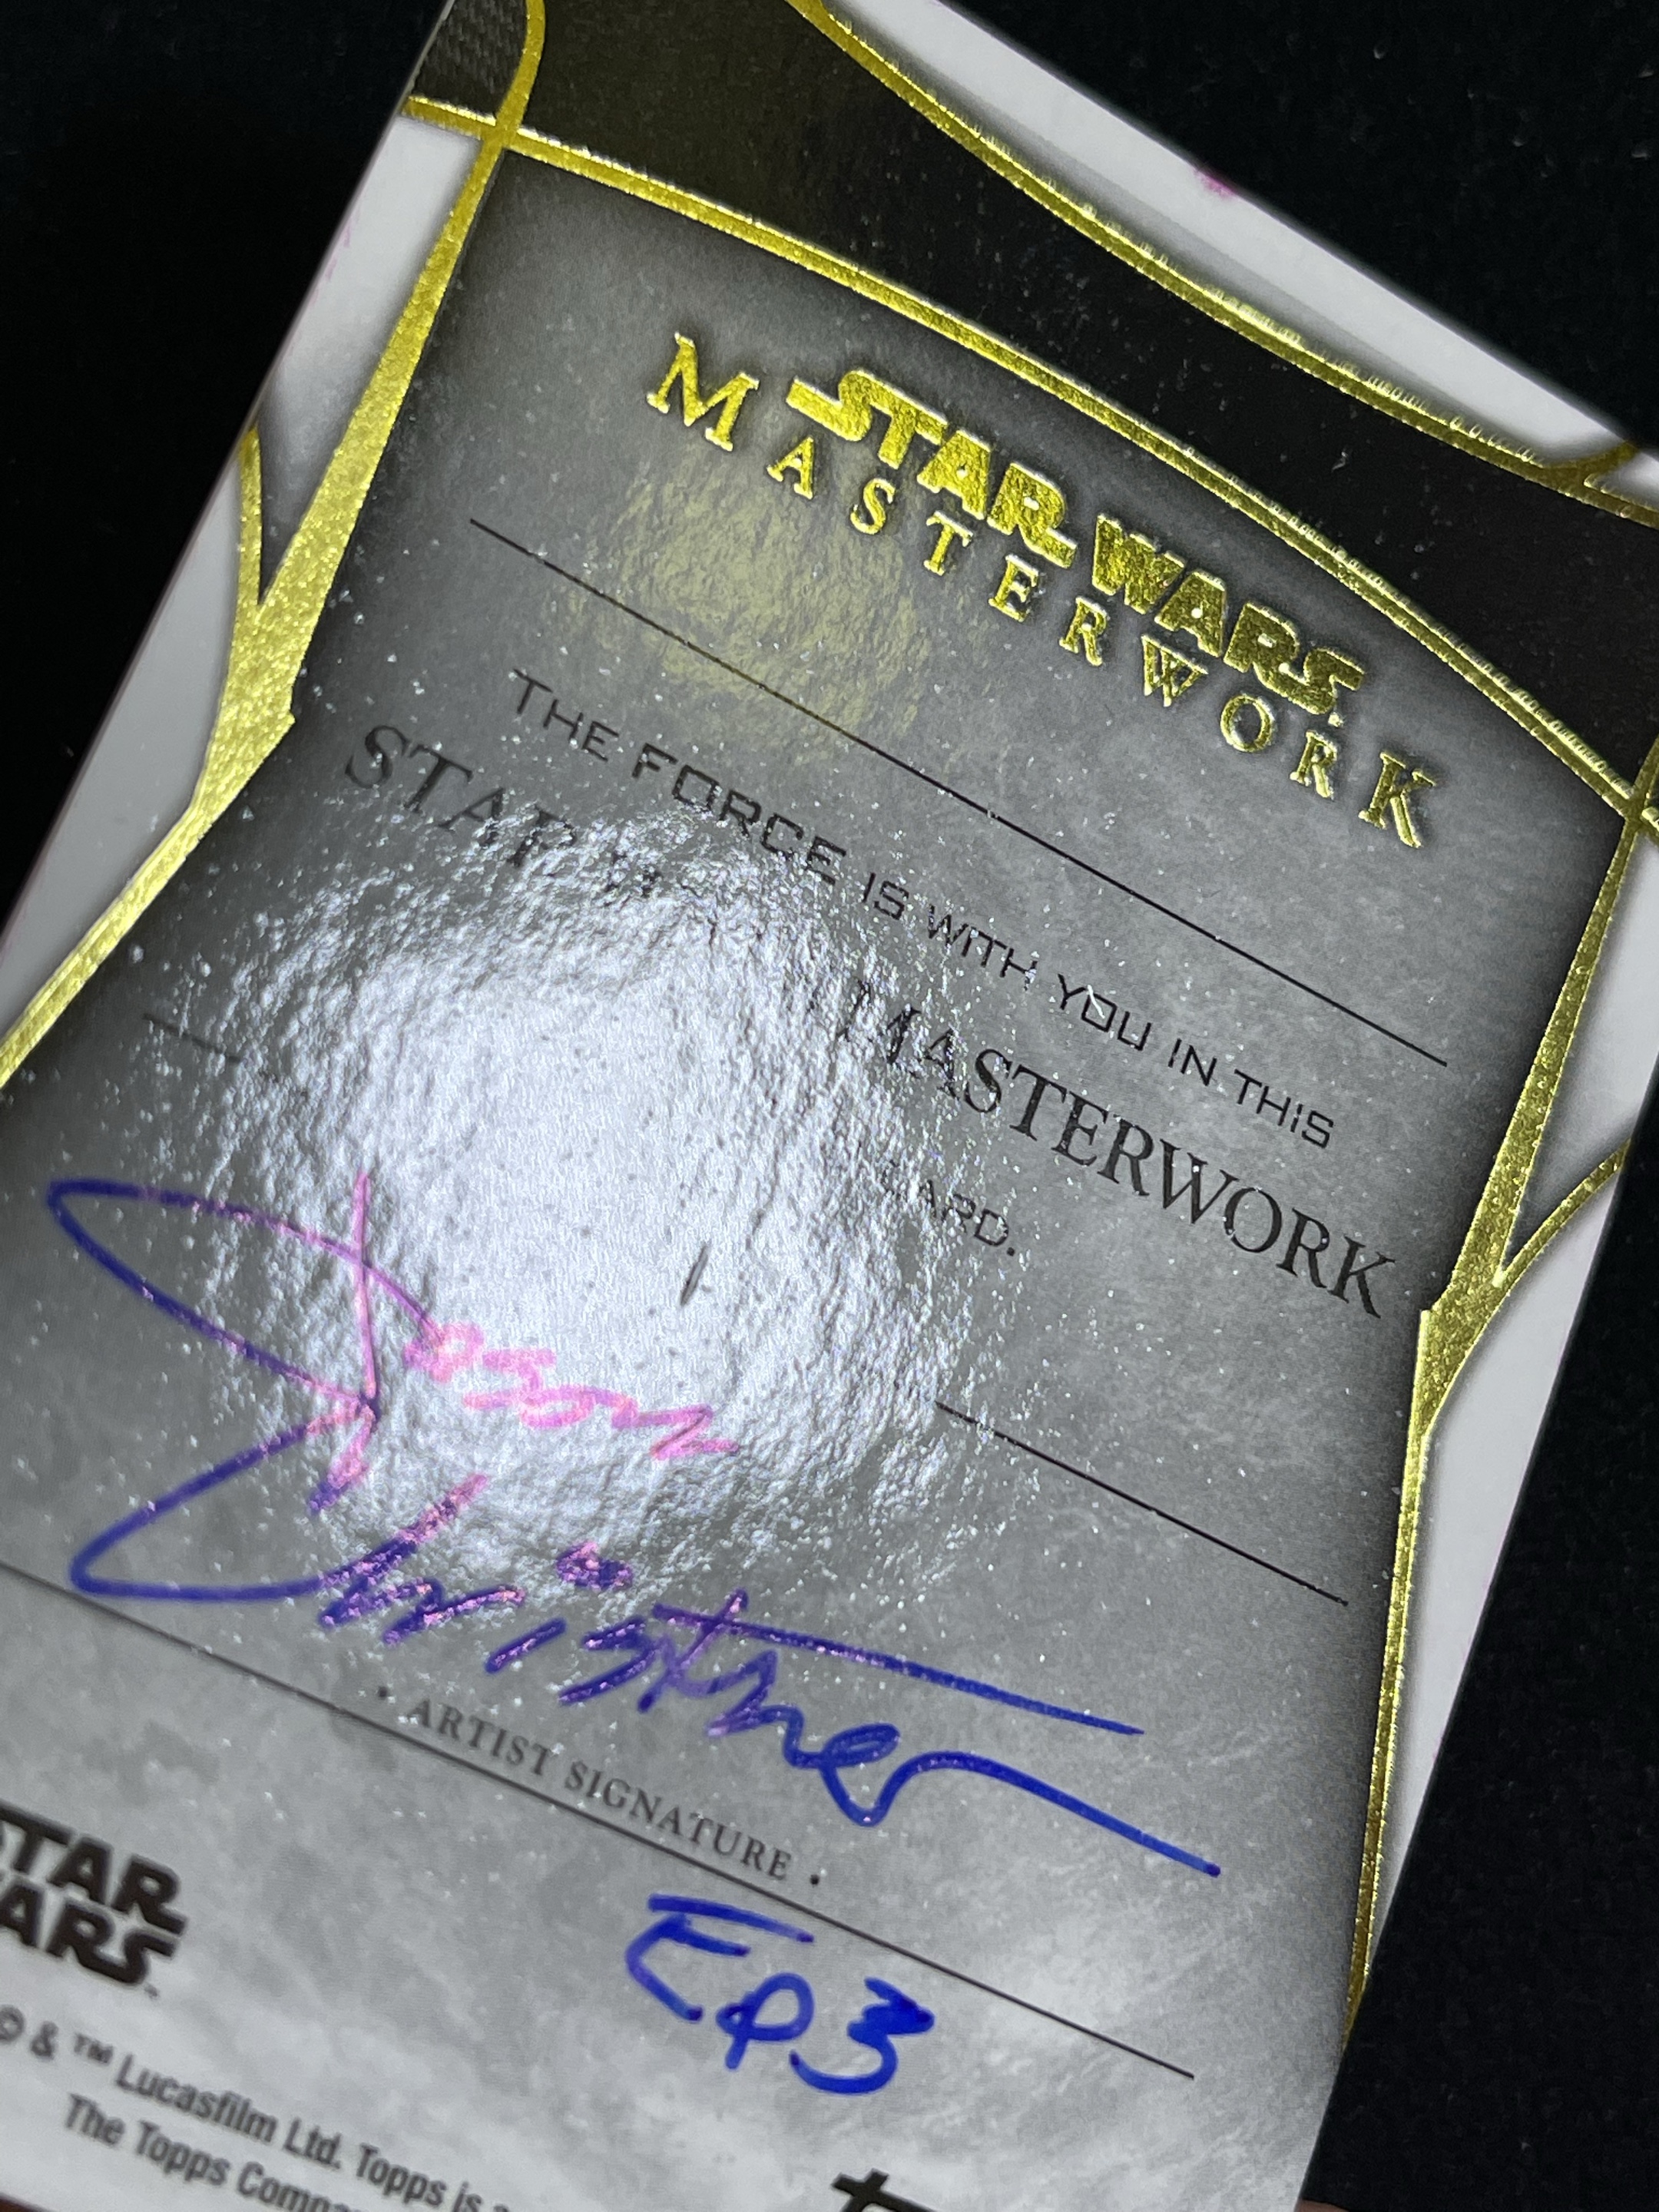 STAR WARS
MASTERWORK
THE FORCE IS WITH YOU IN THIS
STAR MASTERWORK
CARD.
Jason
Christner
• ARTIST SIGNATURE •
EP3
STAR
WARS
© & ™ Lucasfilm Ltd. Topps is
The Topps